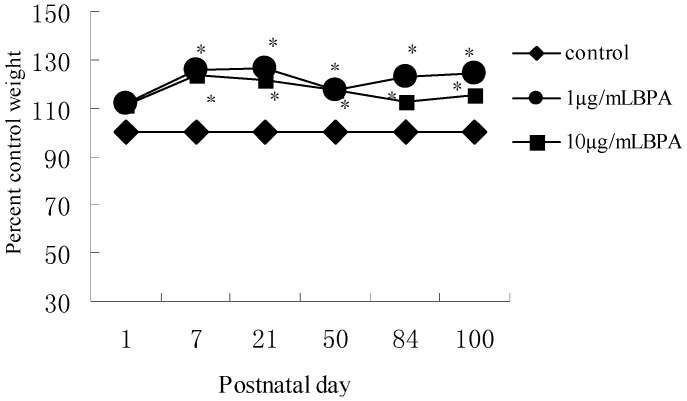 150
130
110
90
70
50
30
Percent control weight
* * * * *
* * * * *
1 7 21 50 84 100
Postnatal day
control
1μg/mLBPA
10μg/mLBPA